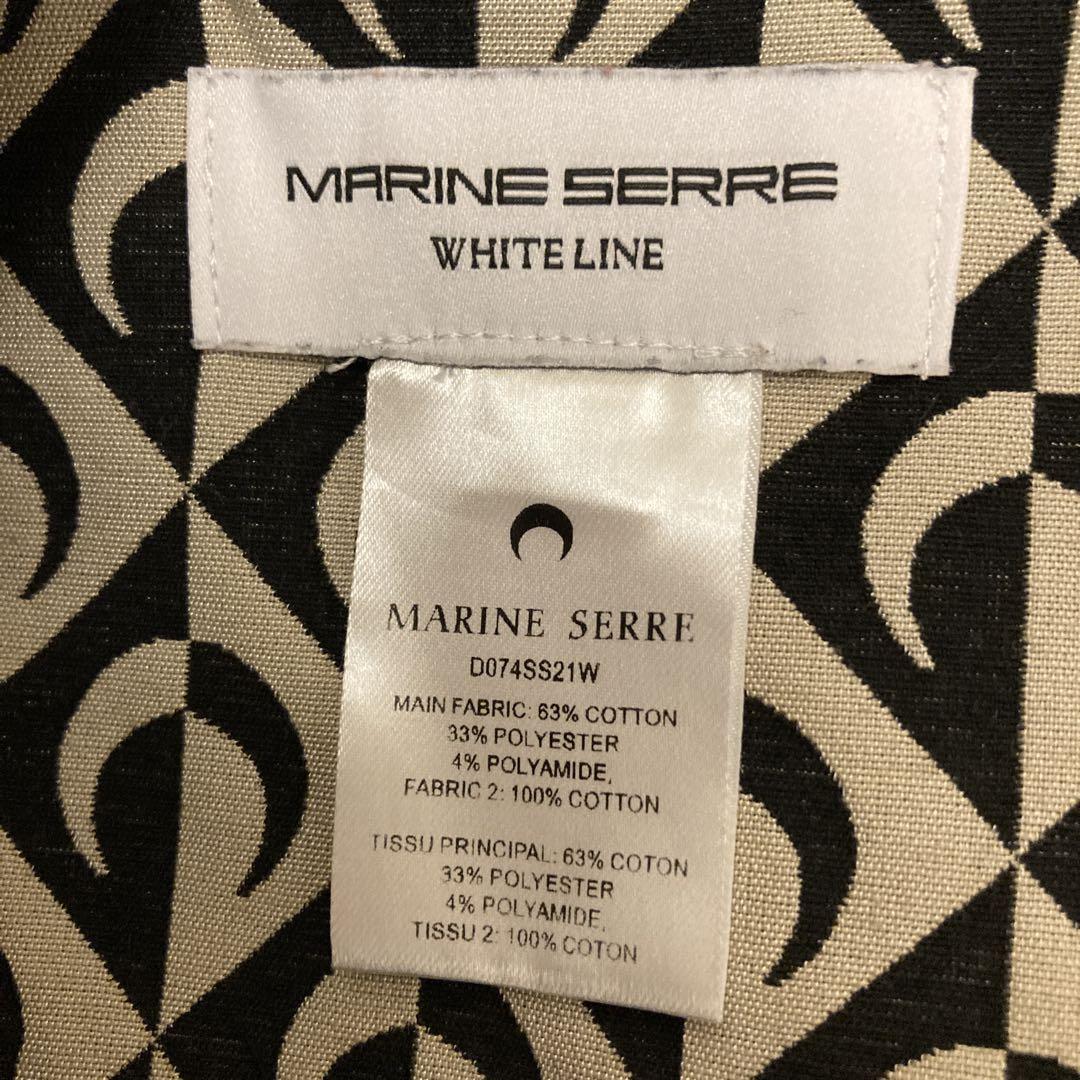 MARINE SERRE
WHITE LINE
MARINE SERRE
D074SS21W
MAIN FABRIC: 63% COTTON
33% POLYESTER
4% POLYAMIDE,
FABRIC 2: 100% COTTON
TISSU PRINCIPAL: 63% COTON
33% POLYESTER
4% POLYAMIDE,
TISSU 2: 100% COTON